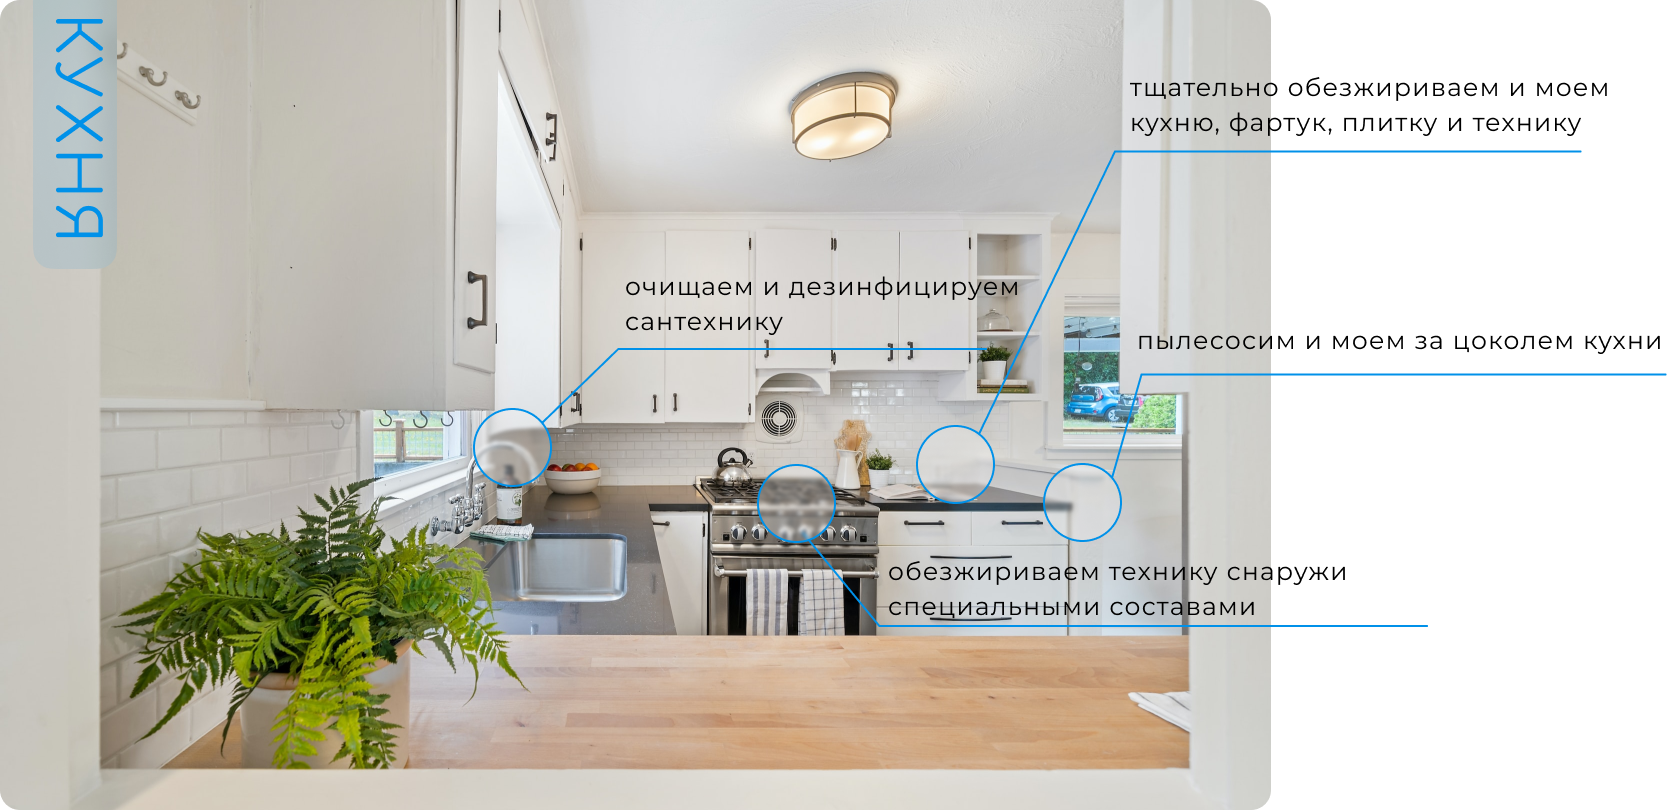 КУХНЯ
тщательно обезжириваем и моем
кухню, фартук, плитку и технику
очищаем и дезинфицируем
сантехнику
пылесосим и моем за цоколем кухни
обезжириваем технику снаружи
специальными составами